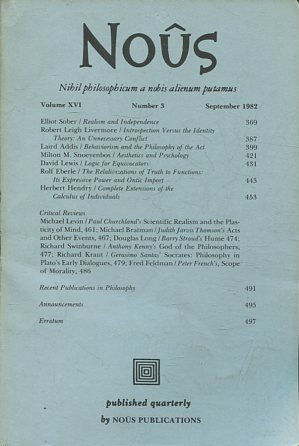 NOÛS
Nihil philosophicum a nobis alienum putamus
Volume XVI Number 3 September 1982
Elliot Sober / Realism and Independence 369
Robert Leigh Livermore / Introspection Versus the Identity
Theory: An Unnecessary Conflict 387
Laird Addis / Behaviorism and the Philosophy of the Act 399
Milton M. Snoeyenbos / Aesthetics and Psychology 421
David Lewis / Logic for Equivocators 431
Rolf Eberle / The Relativizations of Truth to Functions:
Its Expressive Power and Ontic Import 443
Herbert Hendry / Complete Extensions of the
Calculus of Individuals 453
Critical Reviews
Michael Levin / Paul Churchland's Scientific Realism and the Plas-
ticity of Mind, 461; Michael Bratman / Judith Jarvis Thomson's Acts
and Other Events, 467; Douglas Long / Barry Stroud's Hume 474;
Richard Swinburne / Anthony Kenny's God of the Philosophers,
477; Richard Kraut / Gerasimo Santas' Socrates: Philosophy in
Plato's Early Dialogues, 479; Fred Feldman / Peter French's, Scope
of Morality, 486
Recent Publications in Philosophy 491
Announcements 495
Erratum 497
published quarterly
by NOÛS PUBLICATIONS